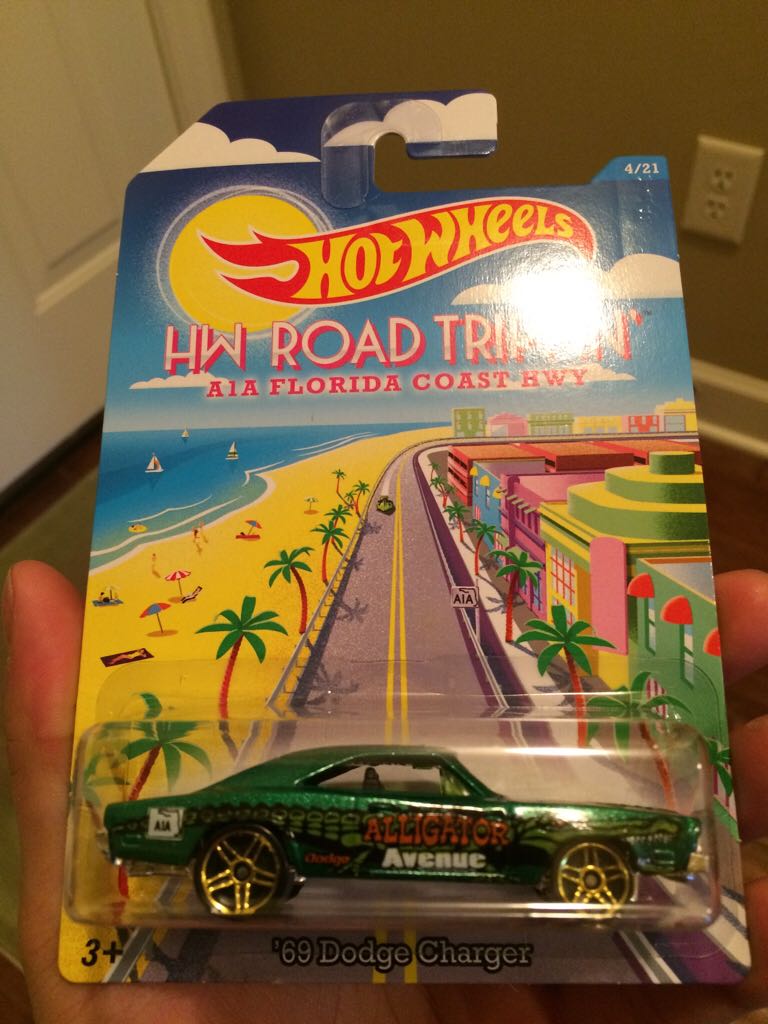 4/21
HOT WHEELS
HW ROAD TRIPPIN'™
A1A FLORIDA COAST HWY
A1A
A1A
ALLIGATOR
Dodge
Avenue
3+
'69 Dodge Charger